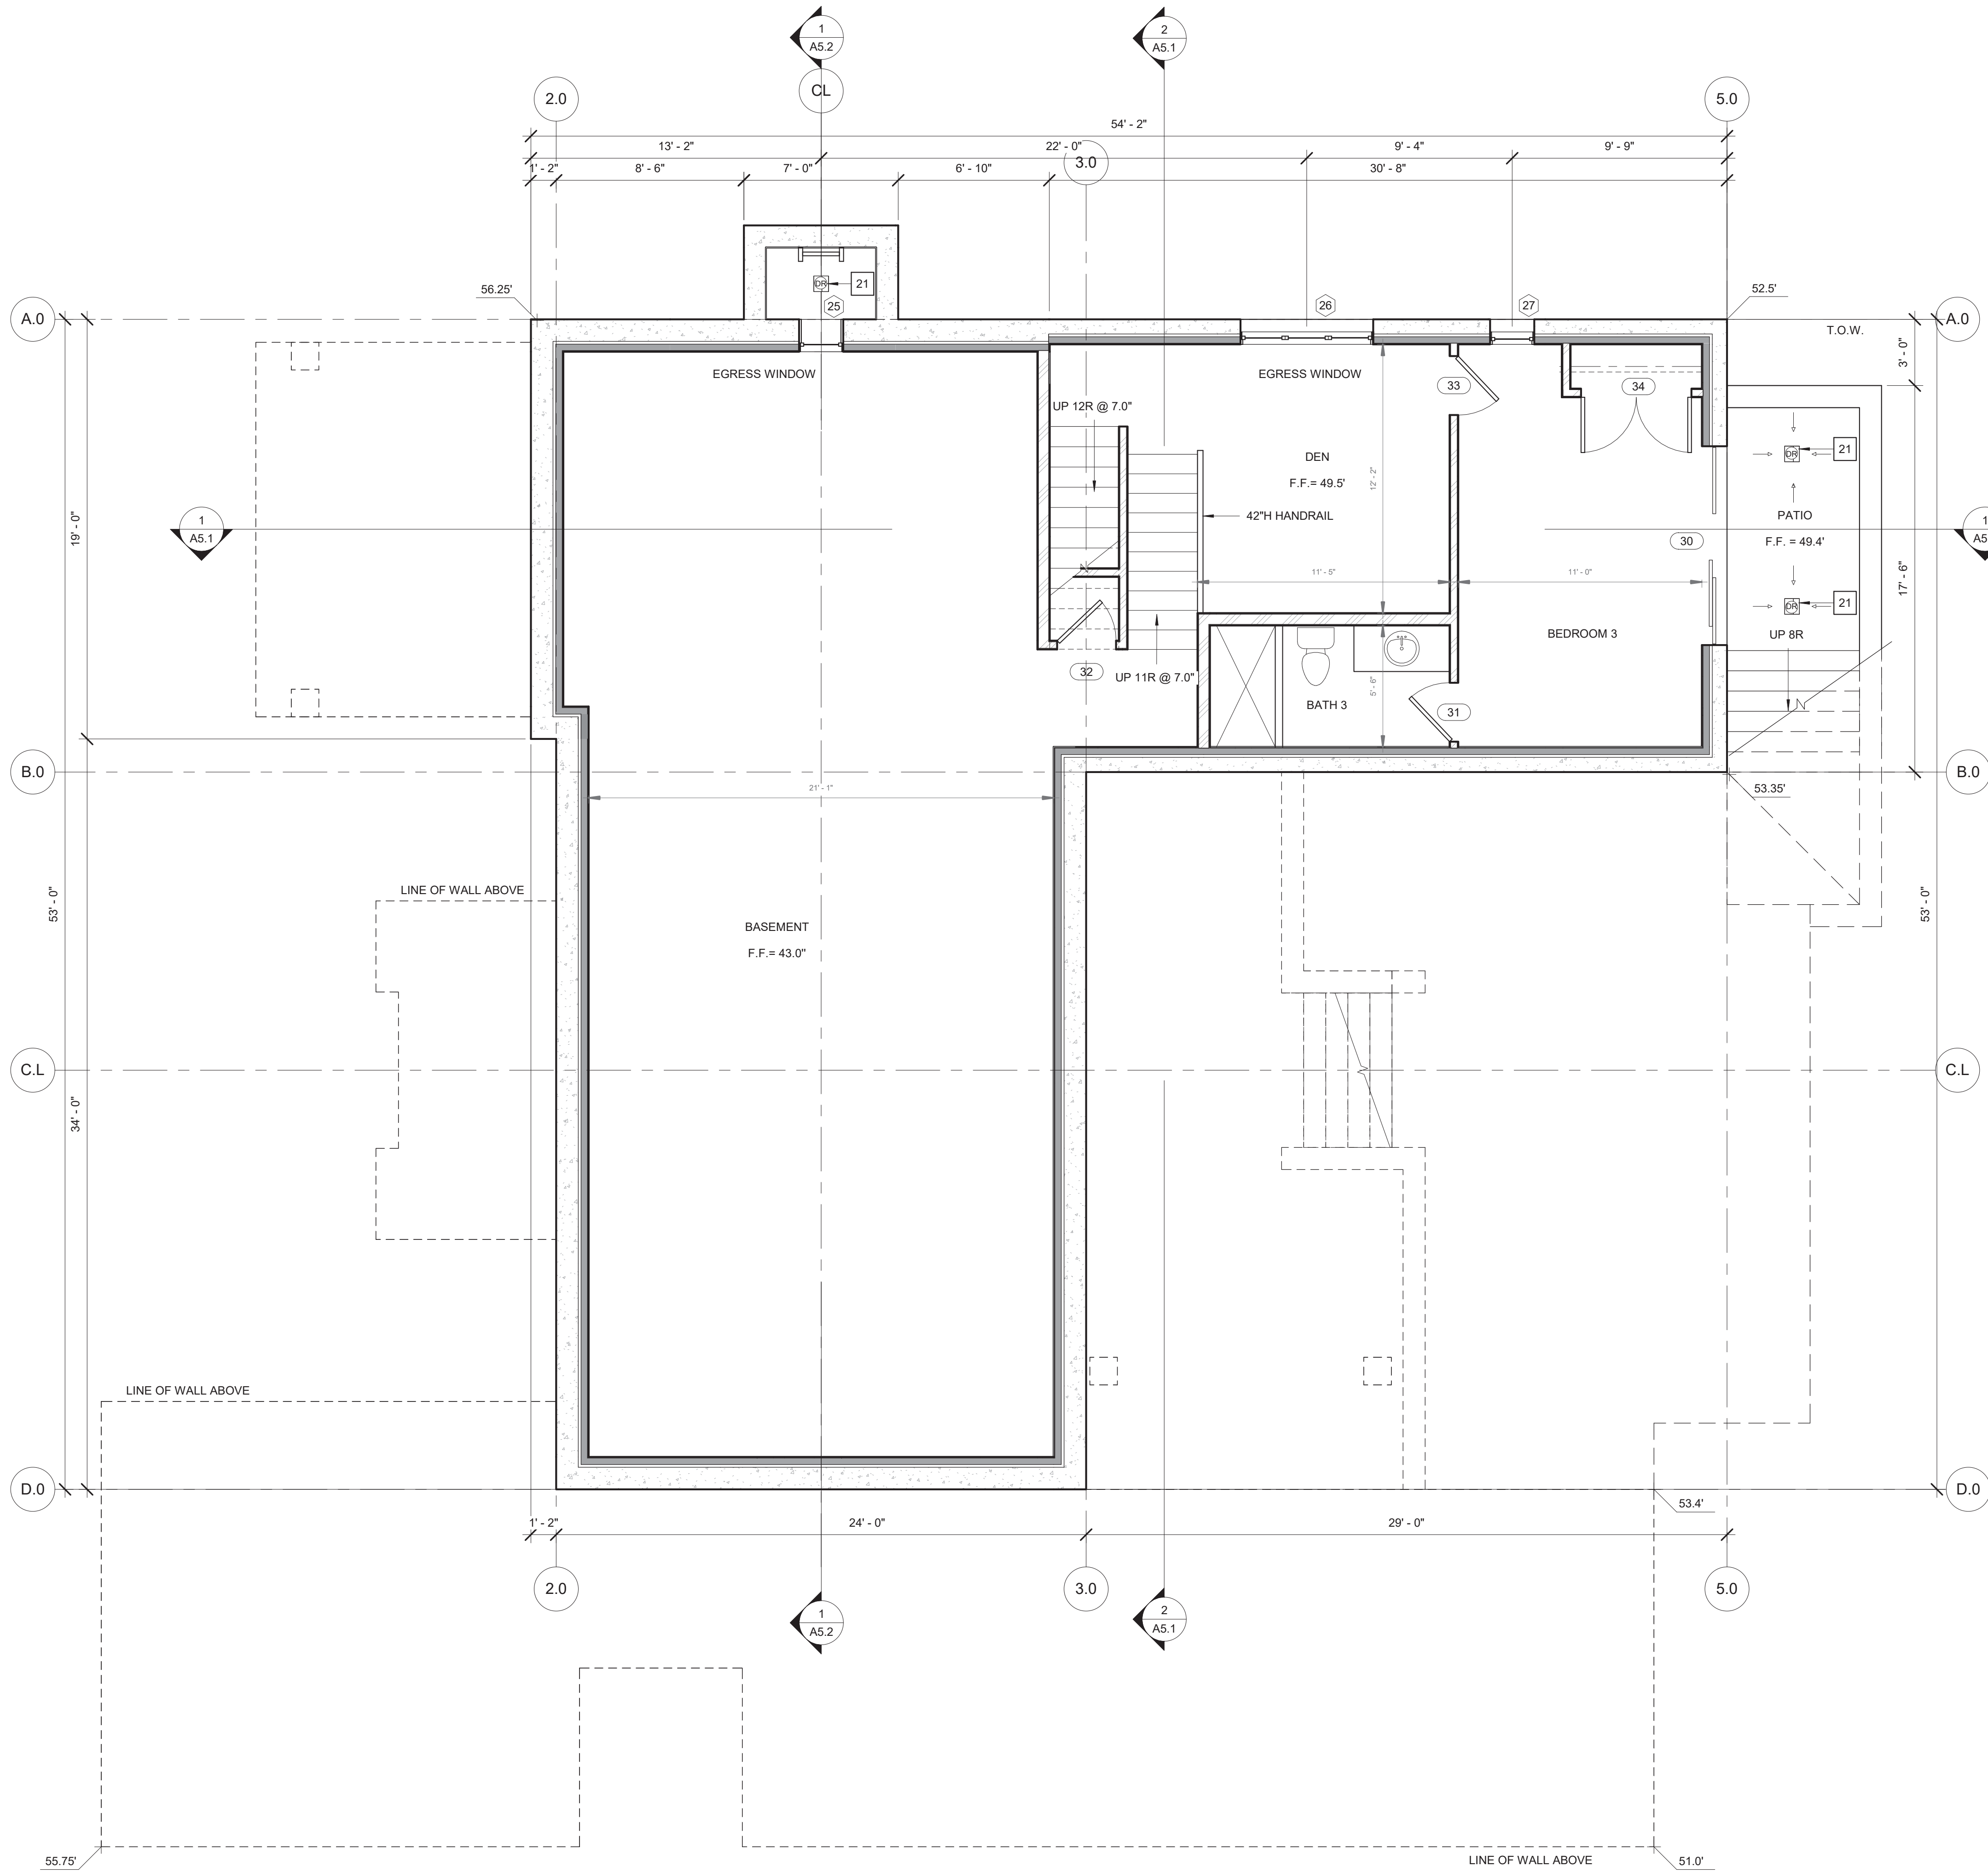 1
A5.2
2
A5.1
CL
2.0
5.0
54' - 2"
13' - 2"
22' - 0"
9' - 4"
9' - 9"
3.0
1' - 2"
8' - 6"
7' - 0"
6' - 10"
30' - 8"
DR
21
25
26
27
56.25'
52.5'
A.0
A.0
T.O.W.
3' - 0"
EGRESS WINDOW
EGRESS WINDOW
33
34
UP 12R @ 7.0"
DEN
F.F.= 49.5'
12' - 2"
DR
21
42"H HANDRAIL
PATIO
F.F. = 49.4'
30
1
A5.1
1
19' - 0"
11' - 5"
11' - 0"
17' - 6"
DR
21
BEDROOM 3
UP 8R
32
UP 11R @ 7.0"
5' - 6"
BATH 3
31
B.0
B.0
21' - 1"
53.35'
LINE OF WALL ABOVE
53' - 0"
53' - 0"
BASEMENT
F.F.= 43.0"
C.L
C.L
34' - 0"
LINE OF WALL ABOVE
D.0
D.0
53.4'
1' - 2"
24' - 0"
29' - 0"
2.0
3.0
5.0
1
A5.2
2
A5.1
55.75'
LINE OF WALL ABOVE
51.0'